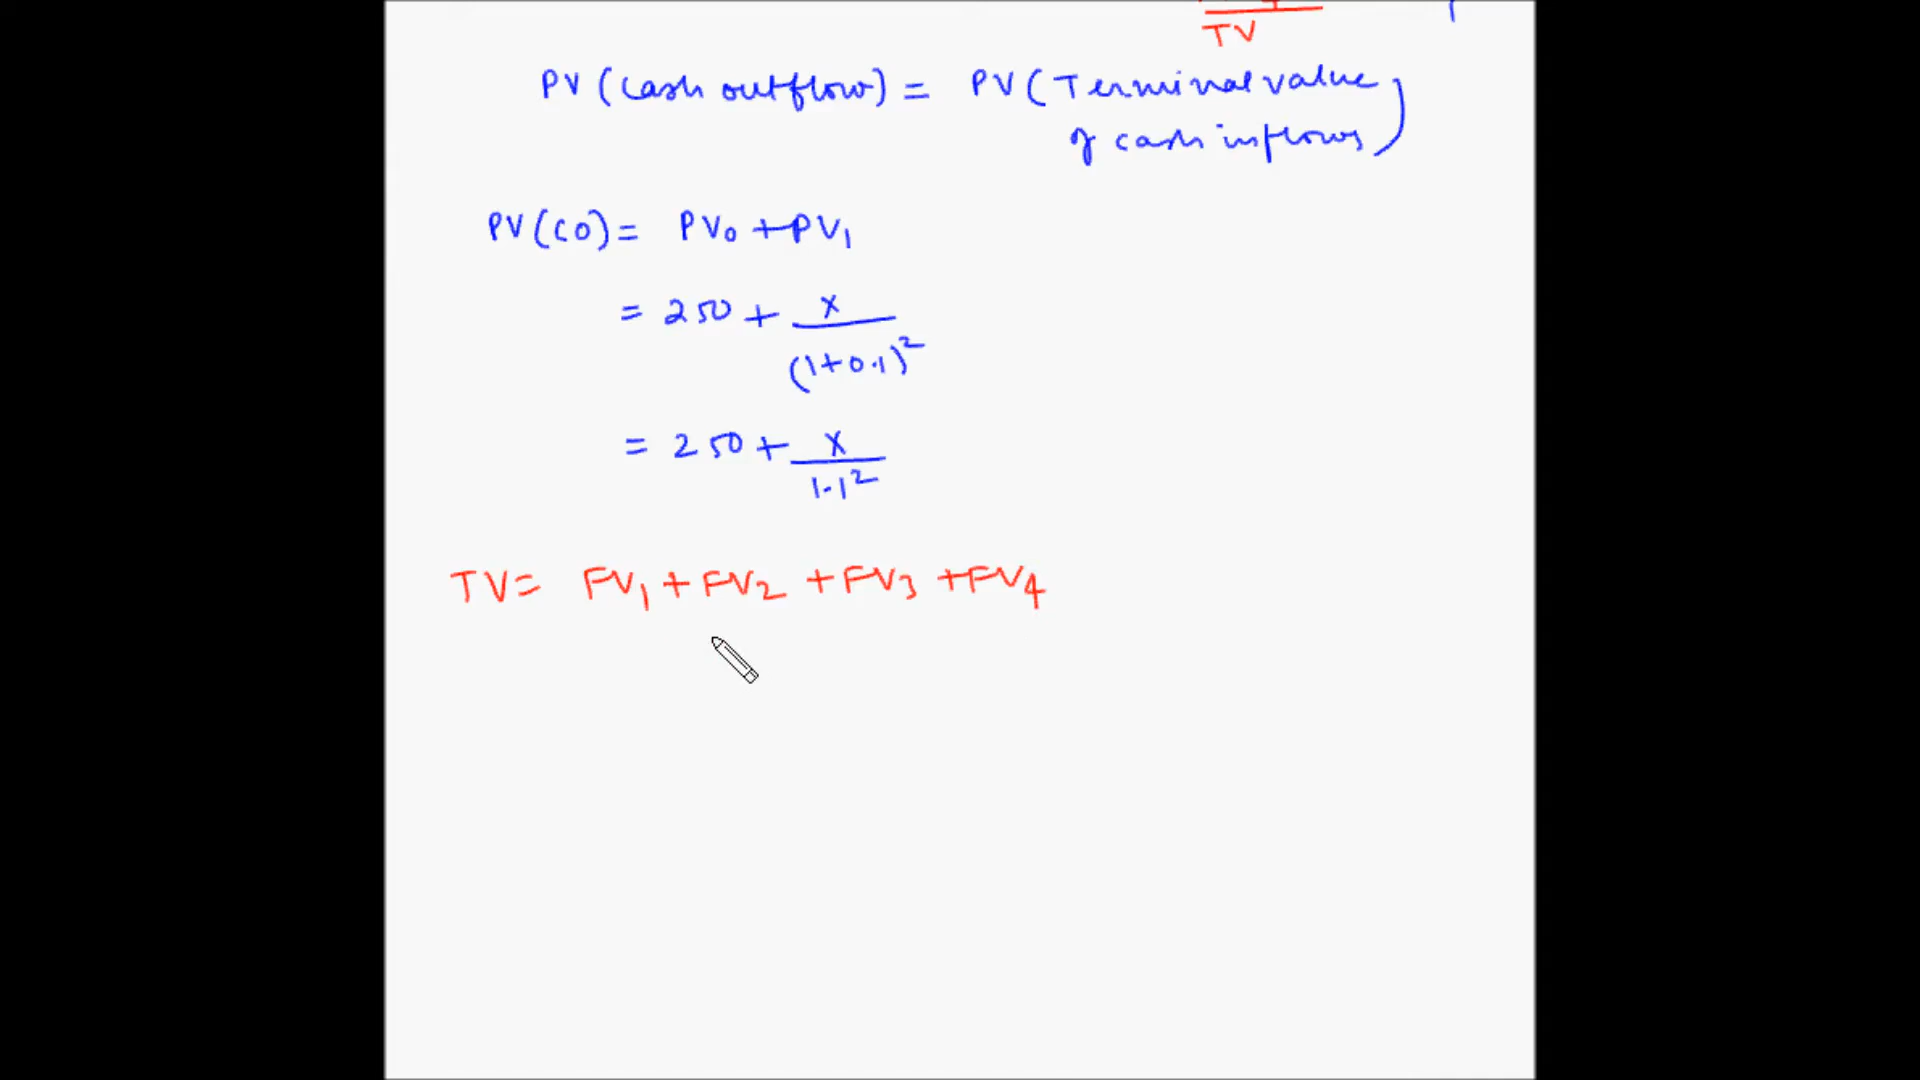 TV
PV (Cash outflow) = PV (Terminal value
of cash inflows)
PV(CO) = PV₀ + PV₁
= 250 + x
(1+0.1)²
= 250 + x
1.1²
TV = FV₁ + FV₂ + FV₃ + FV₄